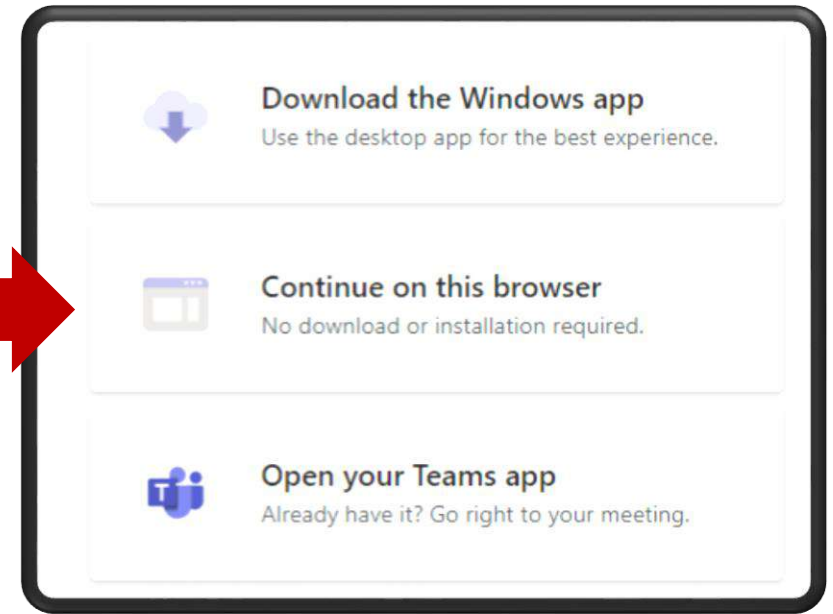 Download the Windows app
Use the desktop app for the best experience.
Continue on this browser
No download or installation required.
T
Open your Teams app
Already have it? Go right to your meeting.